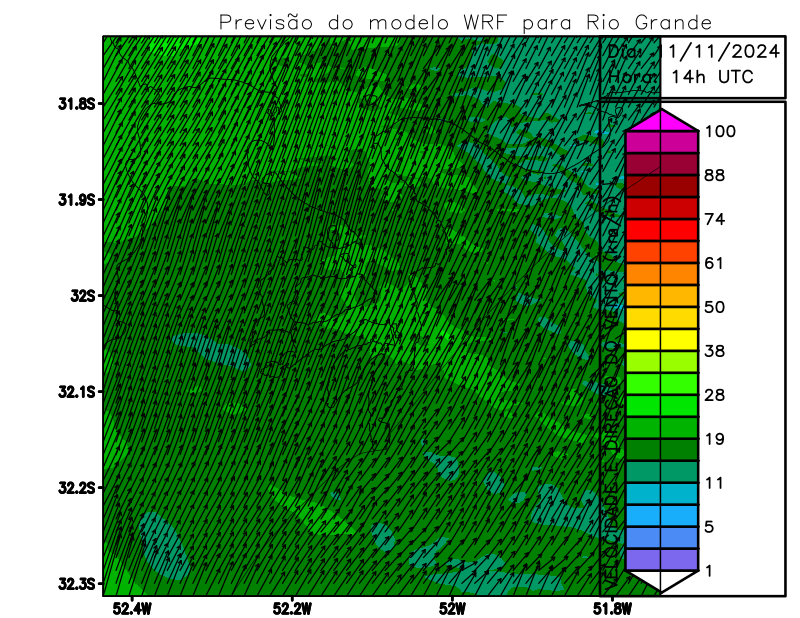 Previsão do modelo WRF para Rio Grande
Dia: 11/11/2024
Hora: 14h UTC
31.8S
31.9S
32S
32.1S
32.2S
32.3S
52.4W
52.2W
52W
51.8W
100
88
74
61
50
38
28
19
11
5
1
VELOCIDADE E DIREÇÃO DO VENTO (km/h)